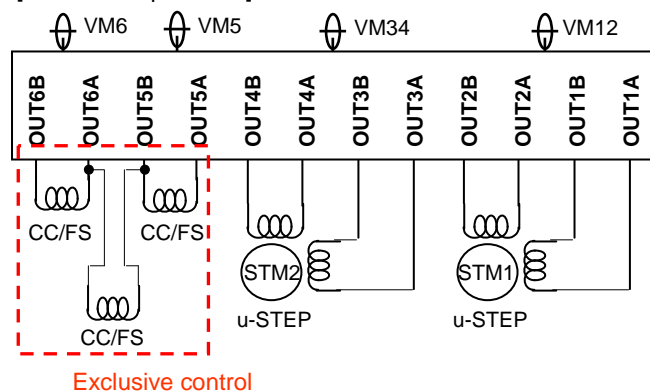 VM6 VM5 VM34 VM12
OUT6B OUT6A OUT5B OUT5A OUT4B OUT4A OUT3B OUT3A OUT2B OUT2A OUT1B OUT1A
CC/FS CC/FS
STM2 STM1
CC/FS
u-STEP u-STEP
Exclusive control